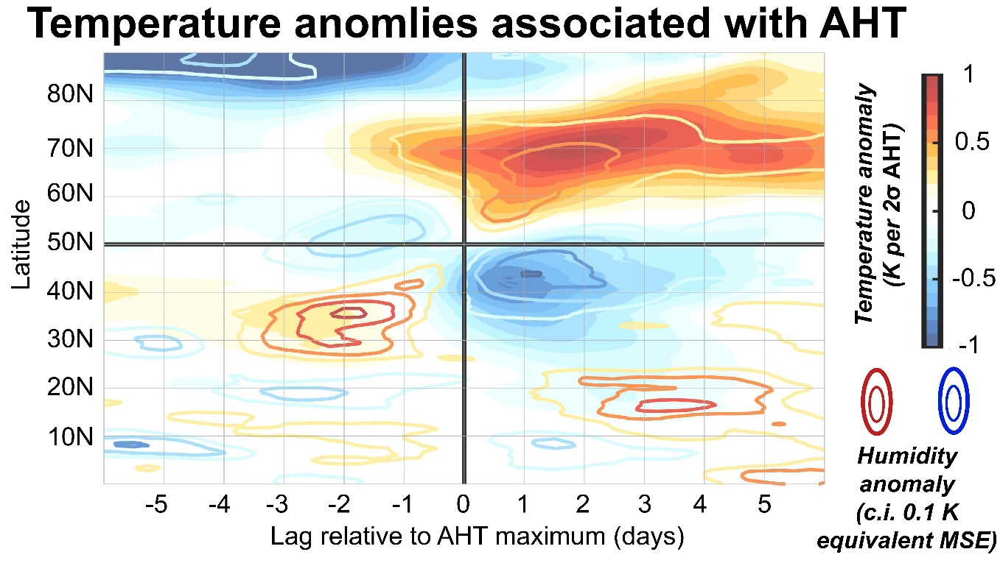 Temperature anomlies associated with AHT
Latitude
80N
70N
60N
50N
40N
30N
20N
10N
-5
-4
-3
-2
-1
0
1
2
3
4
5
Lag relative to AHT maximum (days)
Temperature anomaly
(K per 2σ AHT)
1
0.5
0
-0.5
-1
Humidity
anomaly
(c.i. 0.1 K
equivalent MSE)